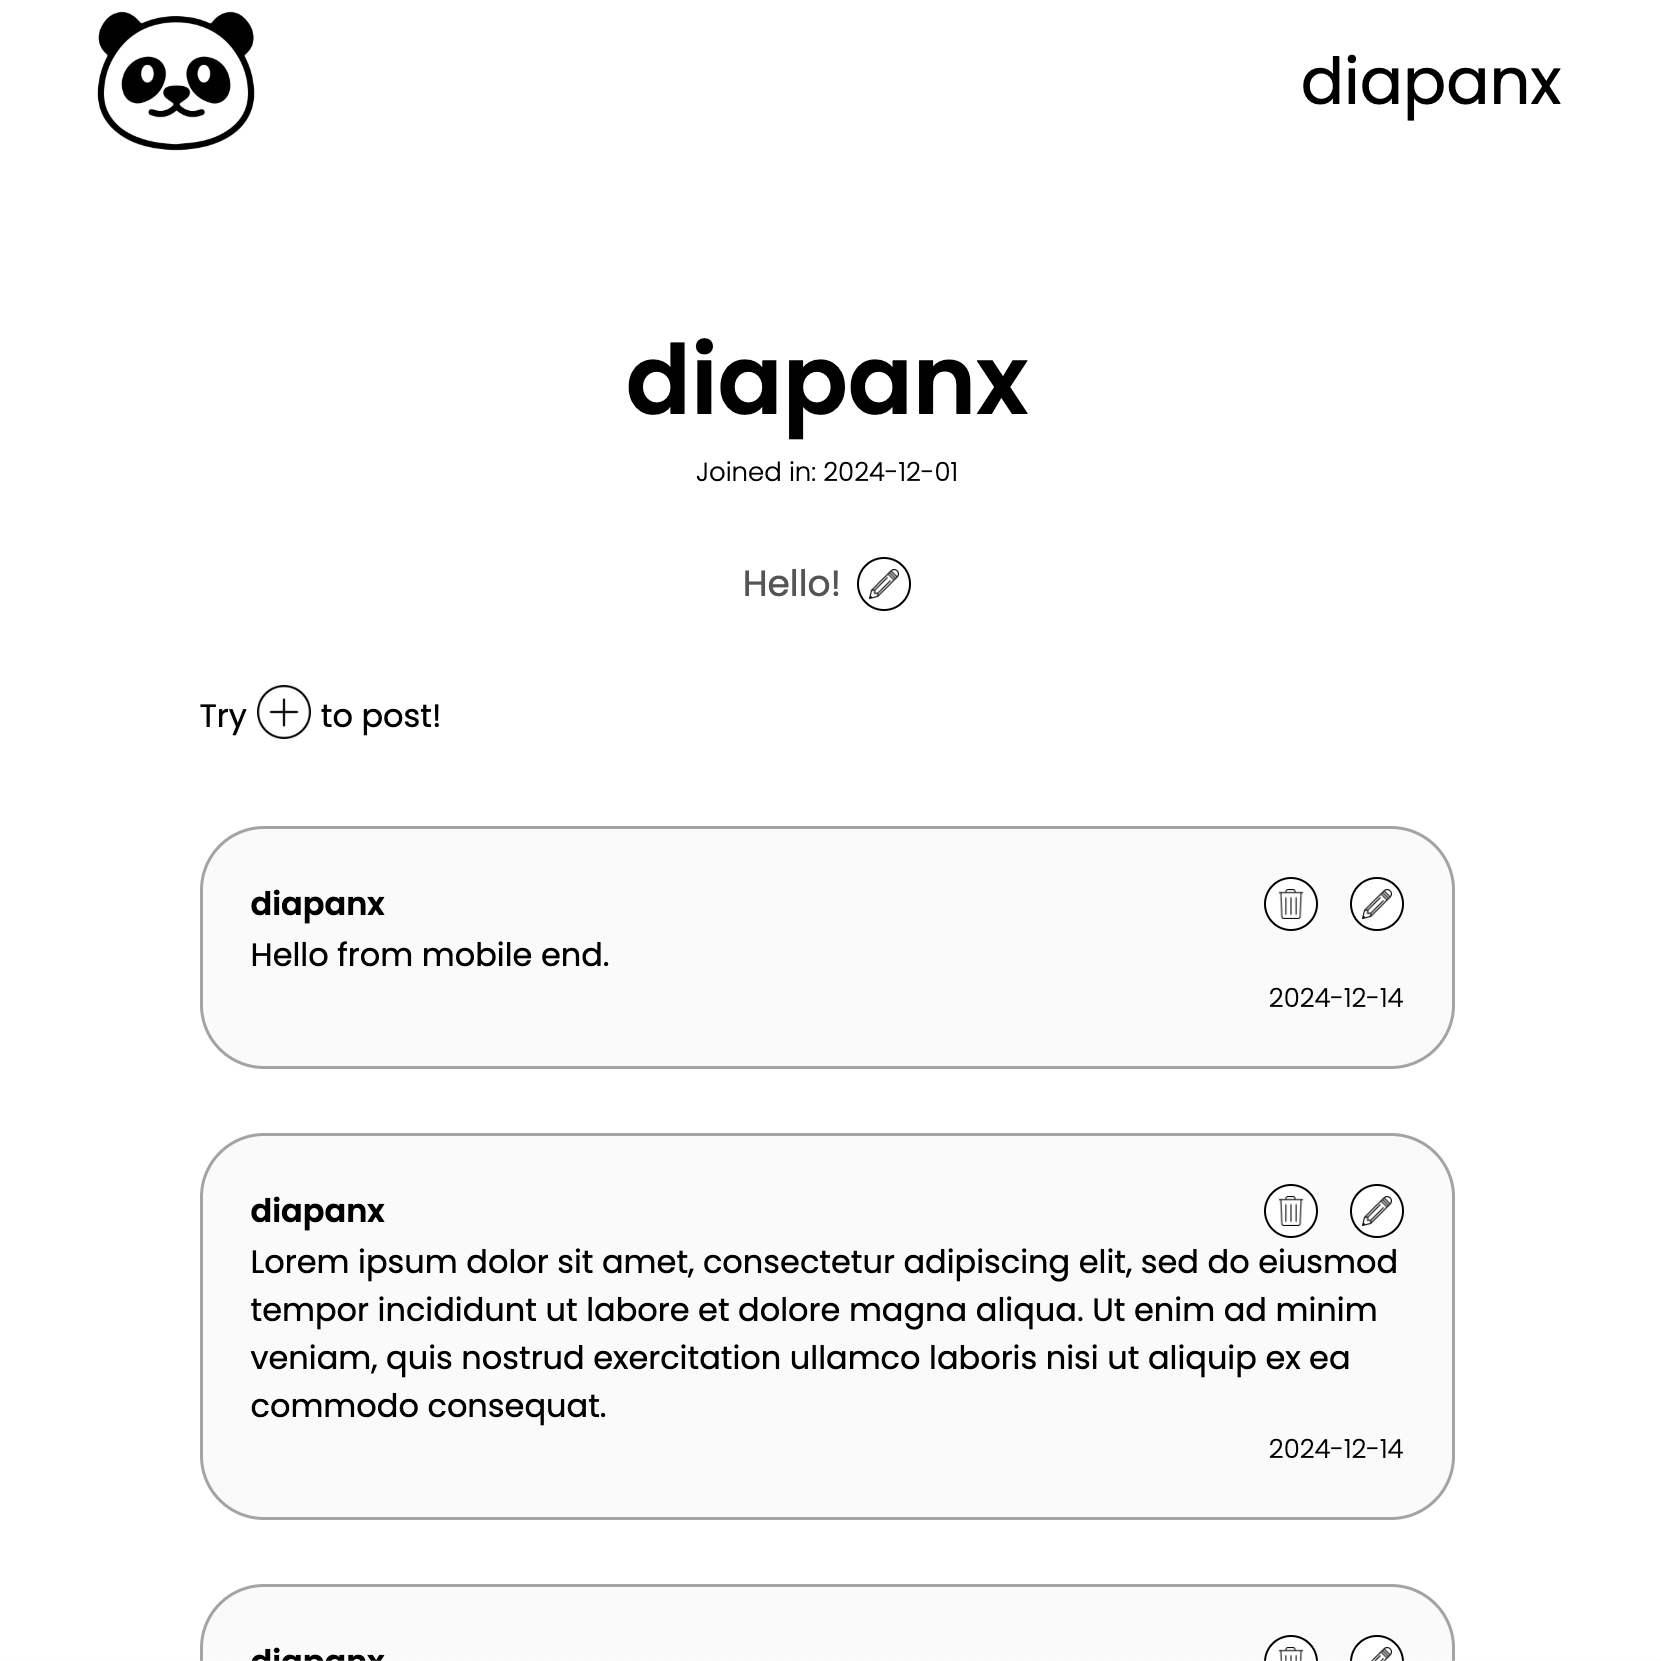 diapanx
diapanx
Joined in: 2024-12-01
Hello!
Try + to post!
diapanx
Hello from mobile end.
2024-12-14
diapanx
Lorem ipsum dolor sit amet, consectetur adipiscing elit, sed do eiusmod
tempor incididunt ut labore et dolore magna aliqua. Ut enim ad minim
veniam, quis nostrud exercitation ullamco laboris nisi ut aliquip ex ea
commodo consequat.
2024-12-14
diapanx